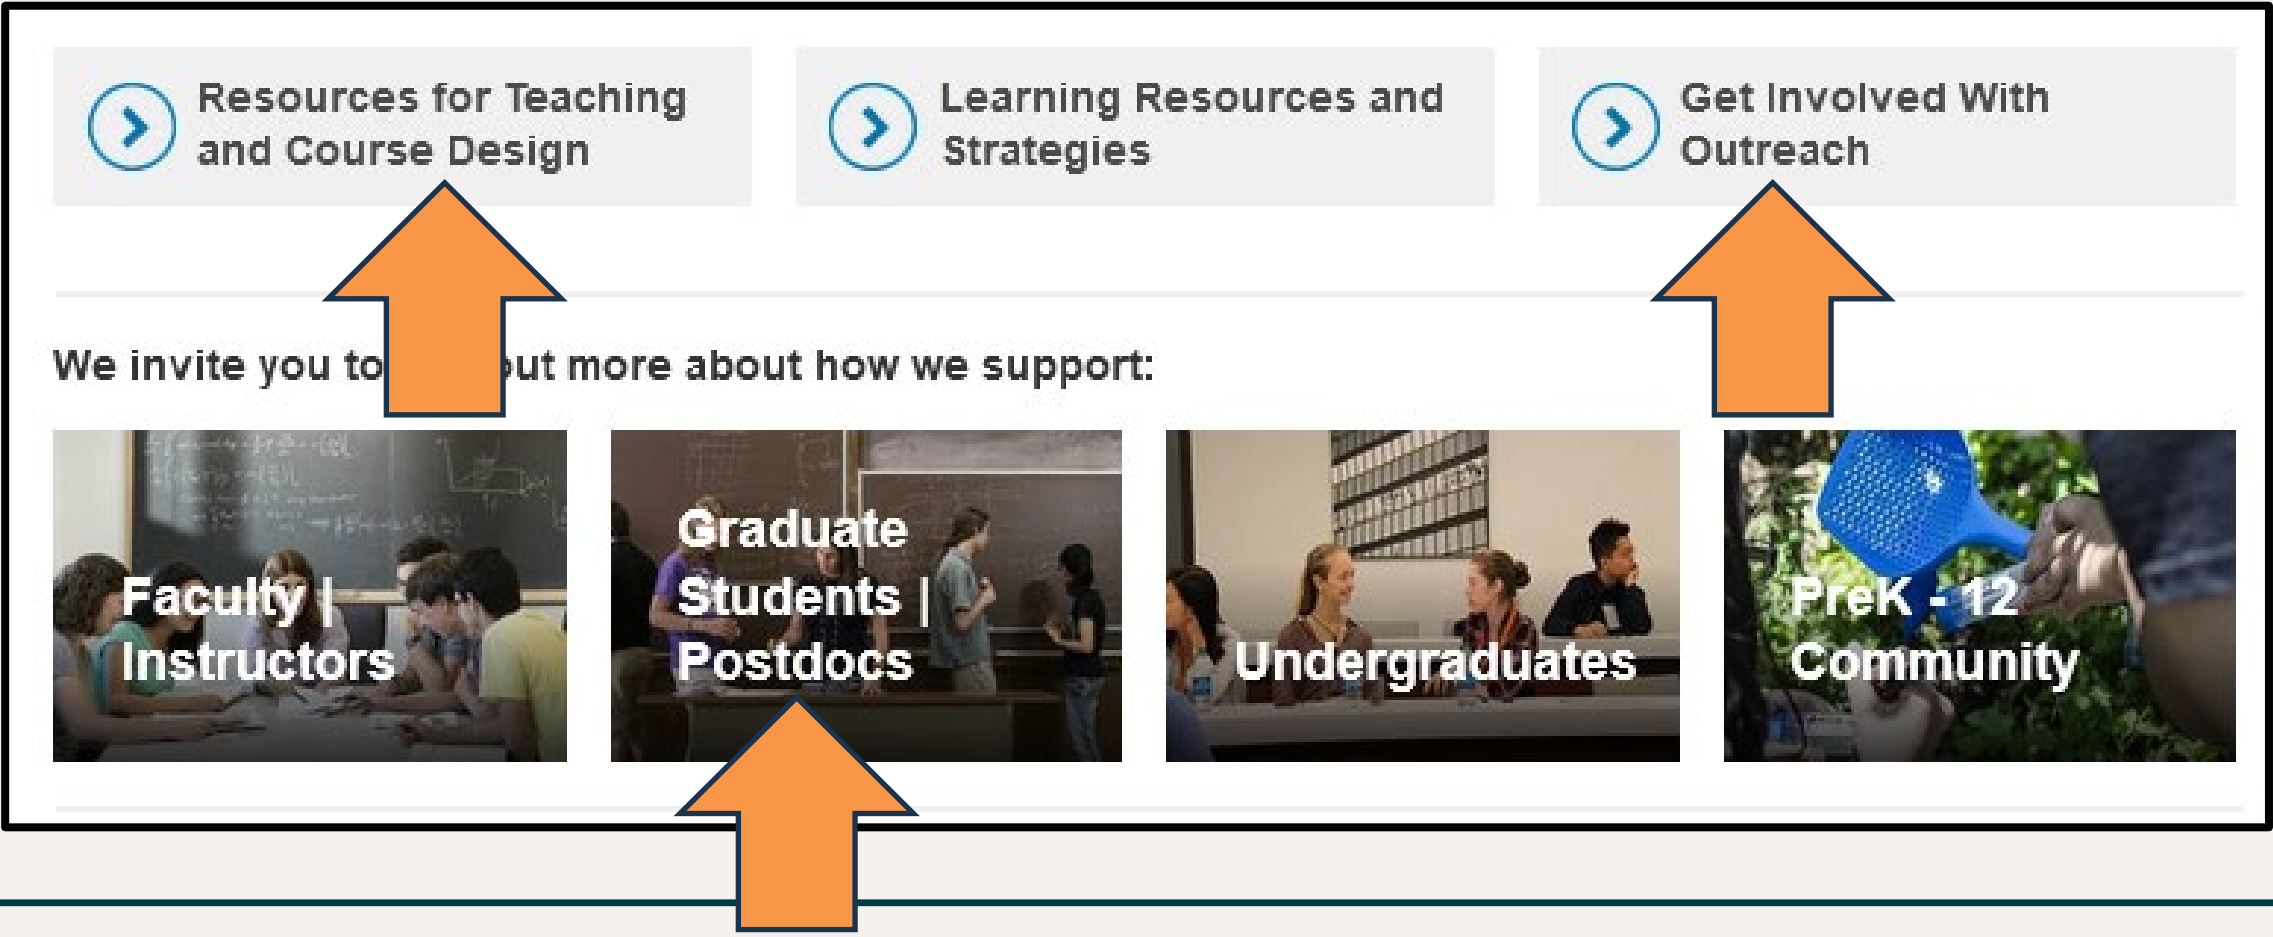 Resources for Teaching
and Course Design
Learning Resources and
Strategies
Get Involved With
Outreach
We invite you to out more about how we support:
Faculty |
Instructors
Graduate
Students |
Postdocs
Undergraduates
PreK - 12
Community